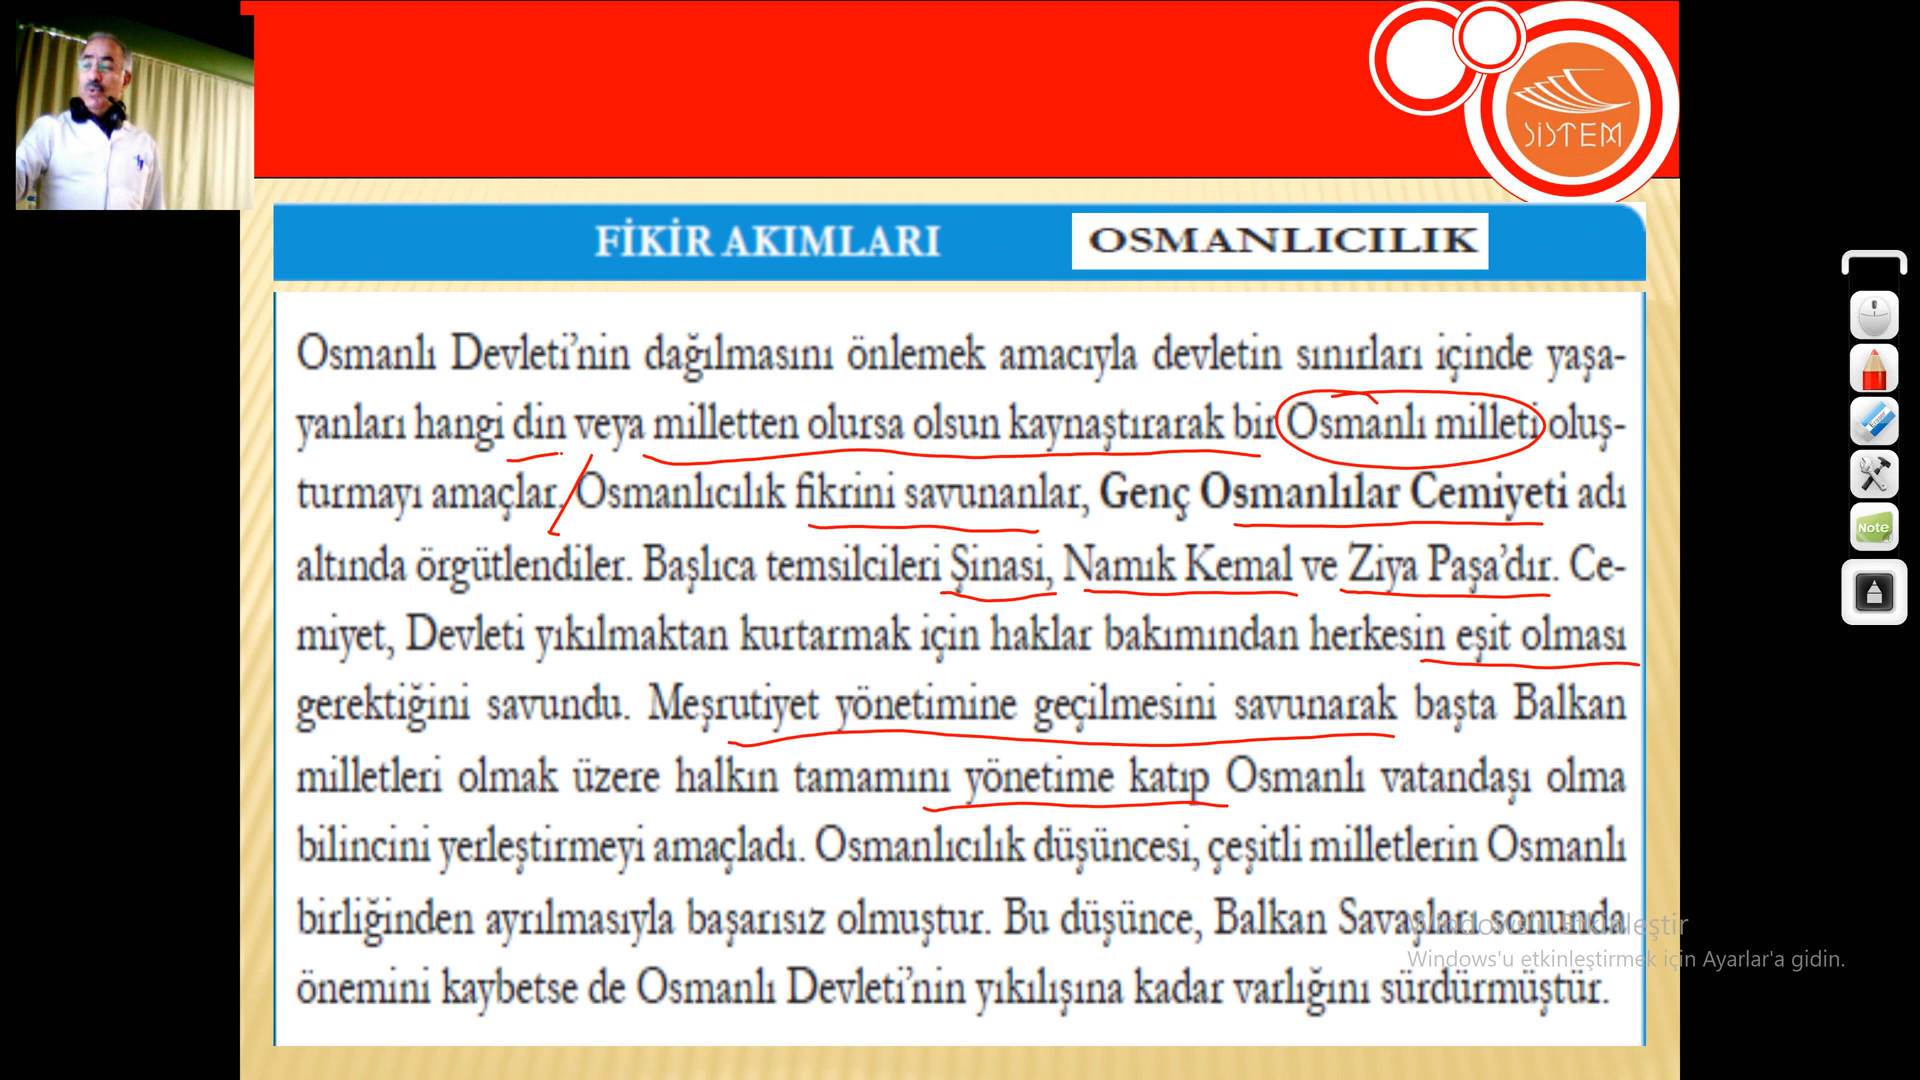 SİSTEM
FİKİR AKIMLARI OSMANLICILIK
Osmanlı Devleti’nin dağılmasını önlemek amacıyla devletin sınırları içinde yaşa-
yanları hangi din veya milletten olursa olsun kaynaştırarak bir Osmanlı milleti oluş-
turmayı amaçlar. Osmanlıcılık fikrini savunanlar, Genç Osmanlılar Cemiyeti adı
altında örgütlendiler. Başlıca temsilcileri Şinasi, Namık Kemal ve Ziya Paşa’dır. Ce-
miyet, Devleti yıkılmaktan kurtarmak için haklar bakımından herkesin eşit olması
gerektiğini savundu. Meşrutiyet yönetimine geçilmesini savunarak başta Balkan
milletleri olmak üzere halkın tamamını yönetime katıp Osmanlı vatandaşı olma
bilincini yerleştirmeyi amaçladı. Osmanlıcılık düşüncesi, çeşitli milletlerin Osmanlı
birliğinden ayrılmasıyla başarısız olmuştur. Bu düşünce, Balkan Savaşları sonunda
önemini kaybetse de Osmanlı Devleti’nin yıkılışına kadar varlığını sürdürmüştür.
Windows'u Etkinleştir
Windows'u etkinleştirmek için Ayarlar'a gidin.
Note